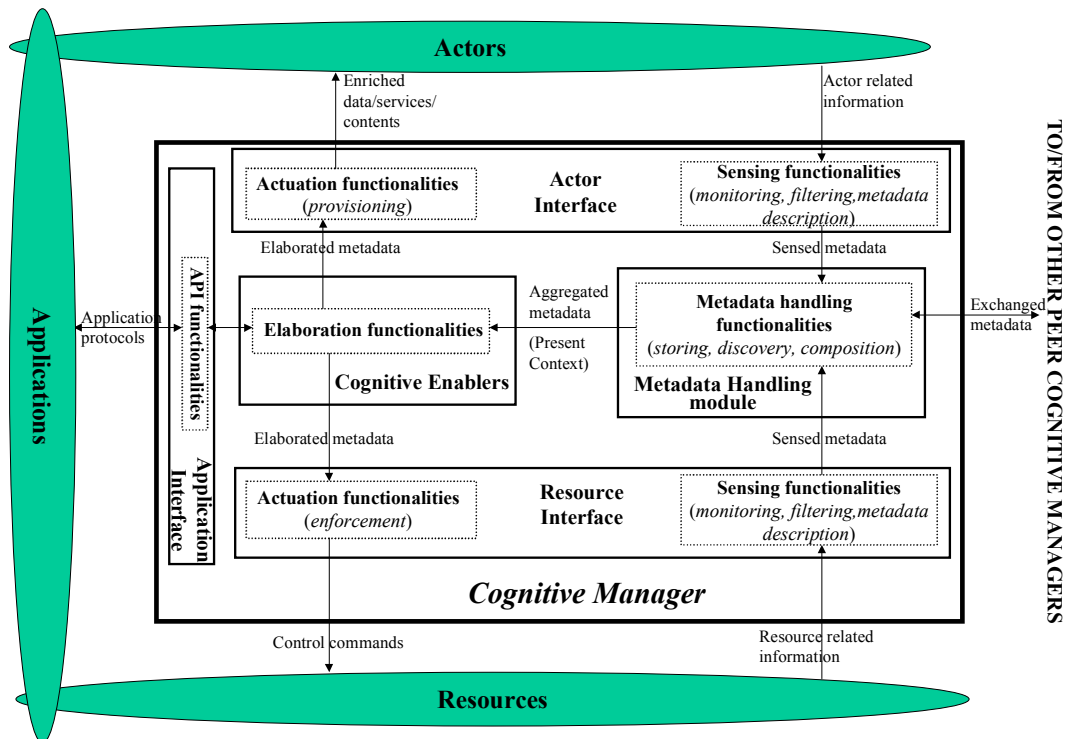 Actors
Enriched
data/services/
contents
Actor related
information
Actuation functionalities
(provisioning)
Actor
Interface
Sensing functionalities
(monitoring, filtering,metadata
description)
Elaborated metadata
Sensed metadata
Applications
Application
protocols
API functionalities
Application
Interface
Elaboration functionalities
Cognitive Enablers
Aggregated
metadata
(Present
Context)
Metadata handling
functionalities
(storing, discovery, composition)
Metadata Handling
module
Exchanged
metadata
TO/FROM OTHER PEER COGNITIVE MANAGERS
Elaborated metadata
Sensed metadata
Actuation functionalities
(enforcement)
Resource
Interface
Sensing functionalities
(monitoring, filtering,metadata
description)
Cognitive Manager
Control commands
Resource related
information
Resources